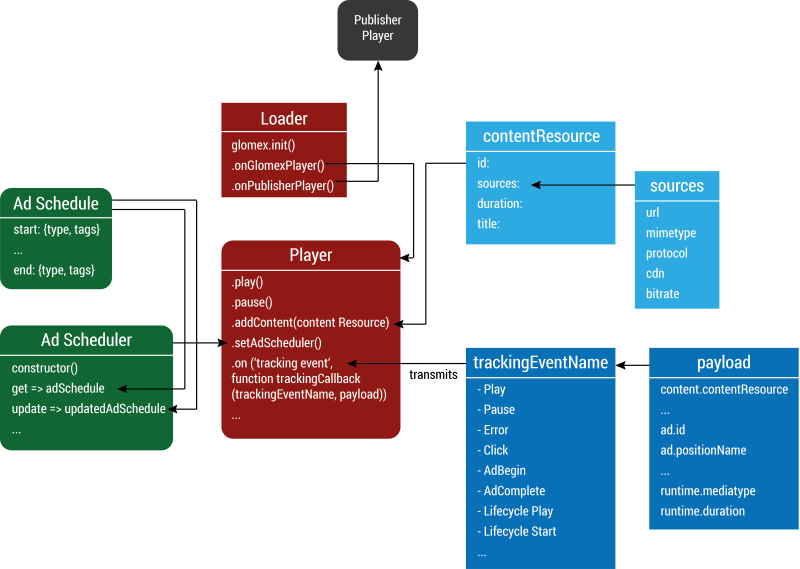 Publisher
Player
Loader
glomex.init()
.onGlomexPlayer()
.onPublisherPlayer()
contentResource
id:
sources:
duration:
title:
sources
url
mimetype
protocol
cdn
bitrate
Ad Schedule
start: {type, tags}
...
end: {type, tags}
Player
.play()
.pause()
.addContent(content Resource)
.setAdScheduler()
.on ('tracking event',
function trackingCallback
(trackingEventName, payload))
...
Ad Scheduler
constructor()
get => adSchedule
update => updatedAdSchedule
...
transmits
trackingEventName
- Play
- Pause
- Error
- Click
- AdBegin
- AdComplete
- Lifecycle Play
- Lifecycle Start
...
payload
content.contentResource
...
ad.id
ad.positionName
...
runtime.mediatype
runtime.duration